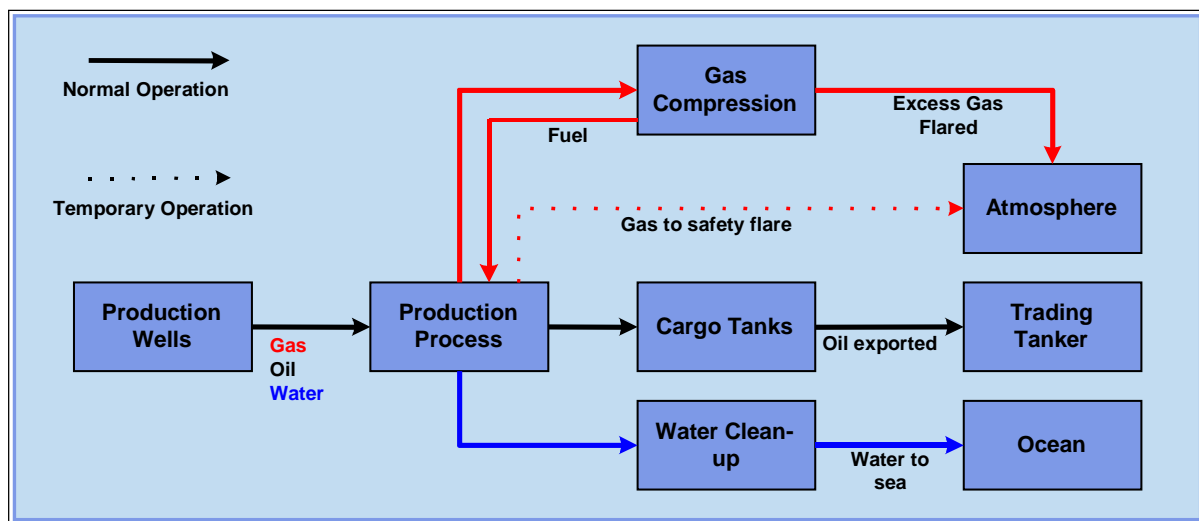 Normal Operation
Temporary Operation
Gas
Compression
Fuel
Excess Gas
Flared
Gas to safety flare
Atmosphere
Production
Wells
Gas
Oil
Water
Production
Process
Cargo Tanks
Oil exported
Trading
Tanker
Water Clean-
up
Water to
sea
Ocean